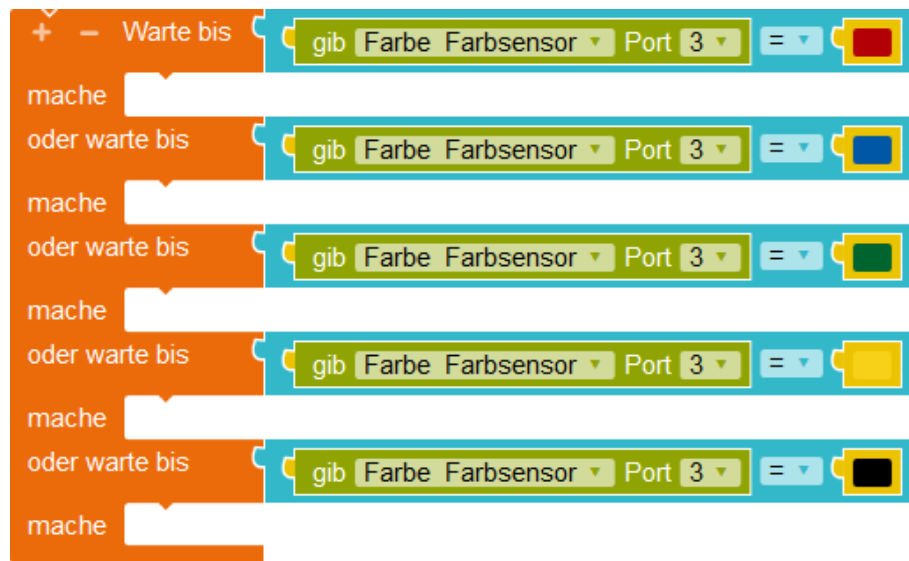 + − Warte bis gib Farbe Farbsensor Port 3 =
mache
oder warte bis gib Farbe Farbsensor Port 3 =
mache
oder warte bis gib Farbe Farbsensor Port 3 =
mache
oder warte bis gib Farbe Farbsensor Port 3 =
mache
oder warte bis gib Farbe Farbsensor Port 3 =
mache